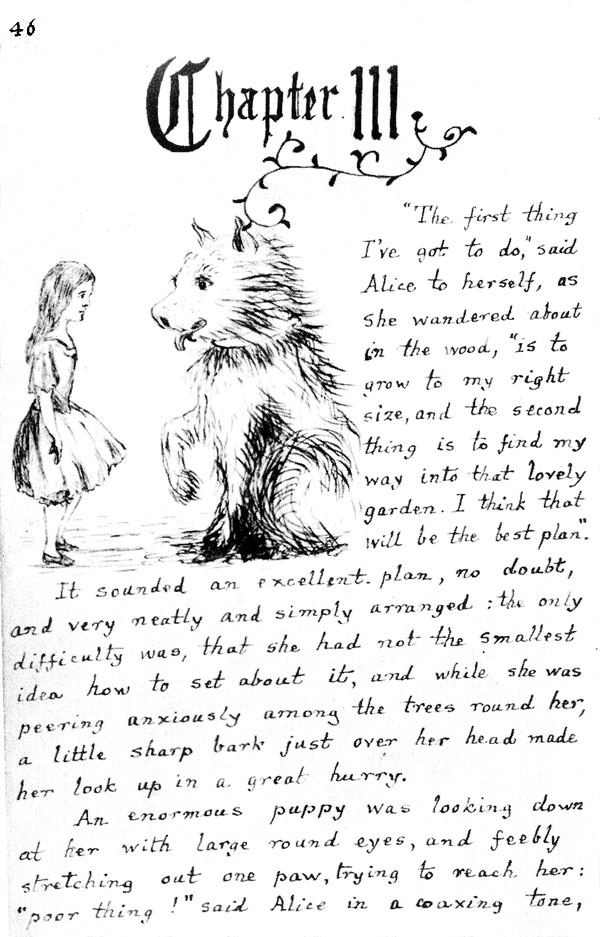 46
Chapter III
"The first thing
I've got to do," said
Alice to herself, as
she wandered about
in the wood, "is to
grow to my right
size, and the second
thing is to find my
way into that lovely
garden. I think that
will be the best plan".
It sounded an excellent plan, no doubt,
and very neatly and simply arranged : the only
difficulty was, that she had not the smallest
idea how to set about it, and while she was
peering anxiously among the trees round her,
a little sharp bark just over her head made
her look up in a great hurry.
An enormous puppy was looking down
at her with large round eyes, and feebly
stretching out one paw, trying to reach her :
"poor thing !" said Alice in a coaxing tone,